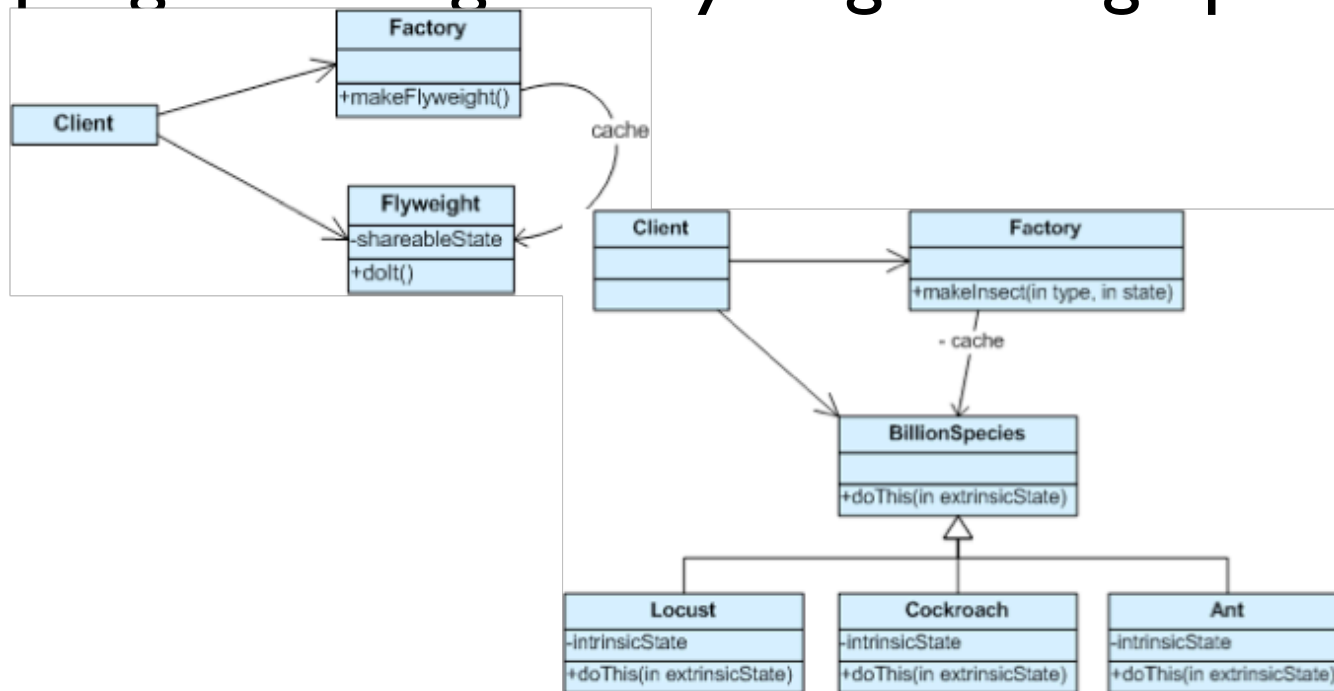 Factory
+makeFlyweight()
Client
cache
Flyweight
-shareableState
+doIt()
Client
Factory
+makeInsect(in type, in state)
- cache
BillionSpecies
+doThis(in extrinsicState)
Locust
-intrinsicState
+doThis(in extrinsicState)
Cockroach
-intrinsicState
+doThis(in extrinsicState)
Ant
-intrinsicState
+doThis(in extrinsicState)